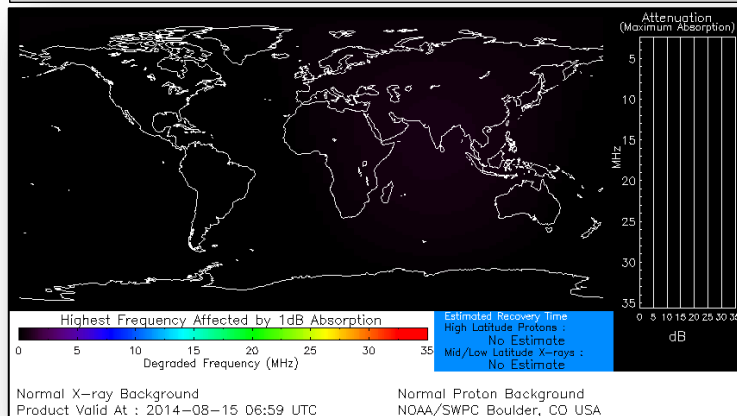 Attenuation
(Maximum Absorption)
5
10
15
20
25
30
35
MHz
0 5 10 15 20 25 30 35
dB
Highest Frequency Affected by 1dB Absorption
0 5 10 15 20 25 30 35
Degraded Frequency (MHz)
Estimated Recovery Time
High Latitude Protons :
No Estimate
Mid/Low Latitude X-rays :
No Estimate
Normal X-ray Background
Product Valid At : 2014-08-15 06:59 UTC
Normal Proton Background
NOAA/SWPC Boulder, CO USA